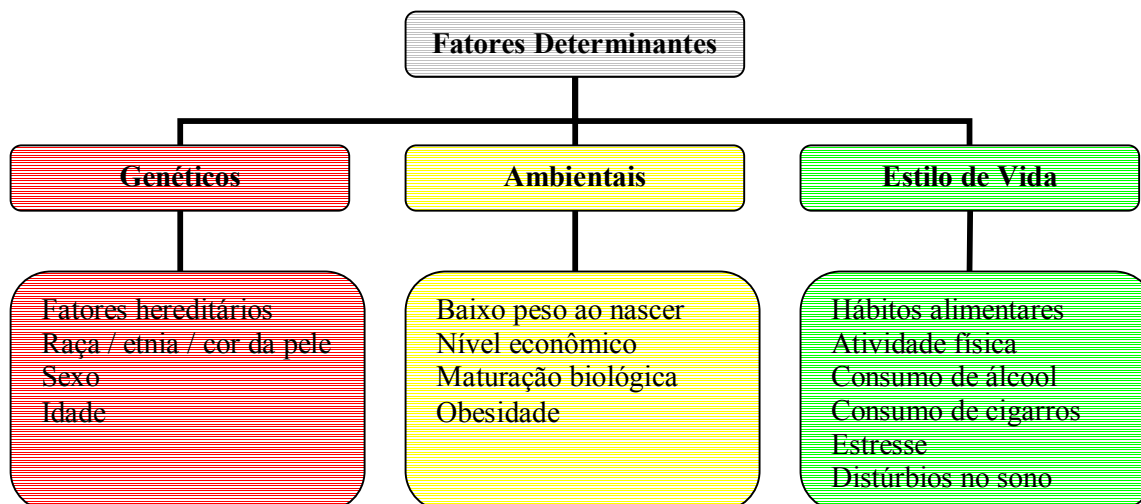 Fatores Determinantes
Genéticos
Ambientais
Estilo de Vida
Fatores hereditários
Raça / etnia / cor da pele
Sexo
Idade
Baixo peso ao nascer
Nível econômico
Maturação biológica
Obesidade
Hábitos alimentares
Atividade física
Consumo de álcool
Consumo de cigarros
Estresse
Distúrbios no sono